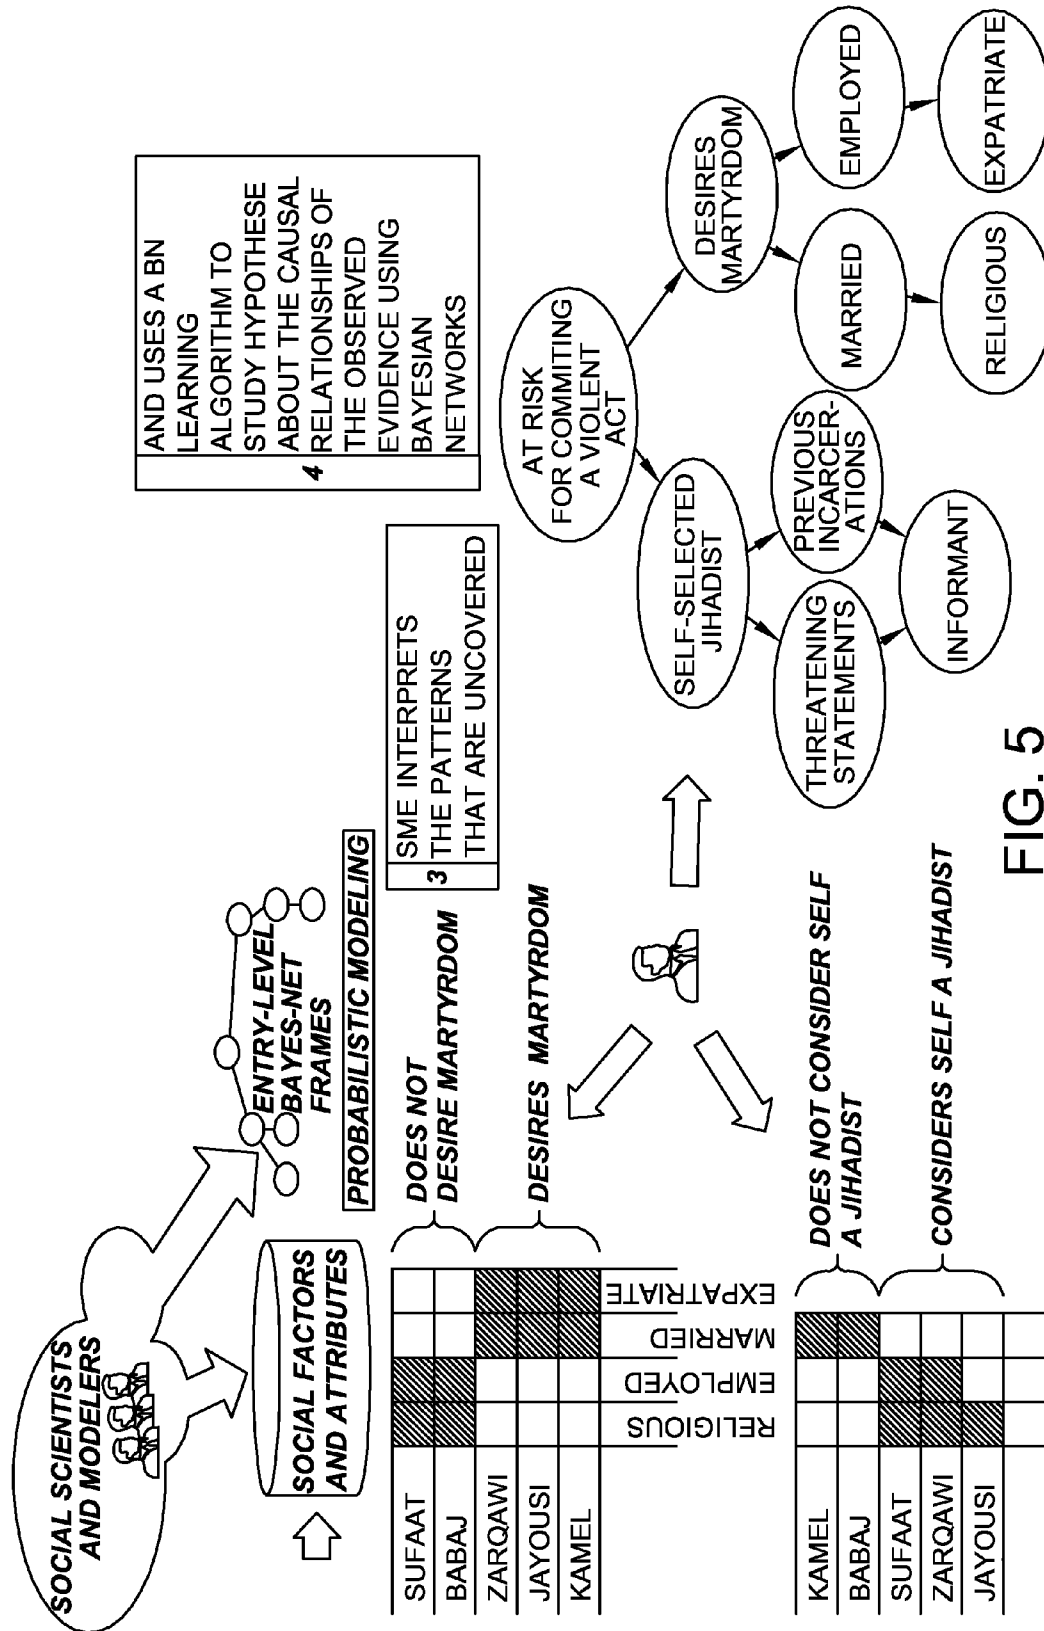 SOCIAL SCIENTISTS
AND MODELERS
SOCIAL FACTORS
AND ATTRIBUTES
ENTRY-LEVEL
BAYES-NET
FRAMES
PROBABILISTIC MODELING
SUFAAT
BABAJ
ZARQAWI
JAYOUSI
KAMEL
RELIGIOUS
EMPLOYED
MARRIED
EXPATRIATE
DOES NOT
DESIRE MARTYRDOM
DESIRES MARTYRDOM
3
SME INTERPRETS
THE PATTERNS
THAT ARE UNCOVERED
4
AND USES A BN
LEARNING
ALGORITHM TO
STUDY HYPOTHESE
ABOUT THE CAUSAL
RELATIONSHIPS OF
THE OBSERVED
EVIDENCE USING
BAYESIAN
NETWORKS
KAMEL
BABAJ
SUFAAT
ZARQAWI
JAYOUSI
DOES NOT CONSIDER SELF
A JIHADIST
CONSIDERS SELF A JIHADIST
AT RISK
FOR COMMITING
A VIOLENT
ACT
SELF-SELECTED
JIHADIST
DESIRES
MARTYRDOM
THREATENING
STATEMENTS
PREVIOUS
INCARCER-
ATIONS
MARRIED
EMPLOYED
INFORMANT
RELIGIOUS
EXPATRIATE
FIG. 5